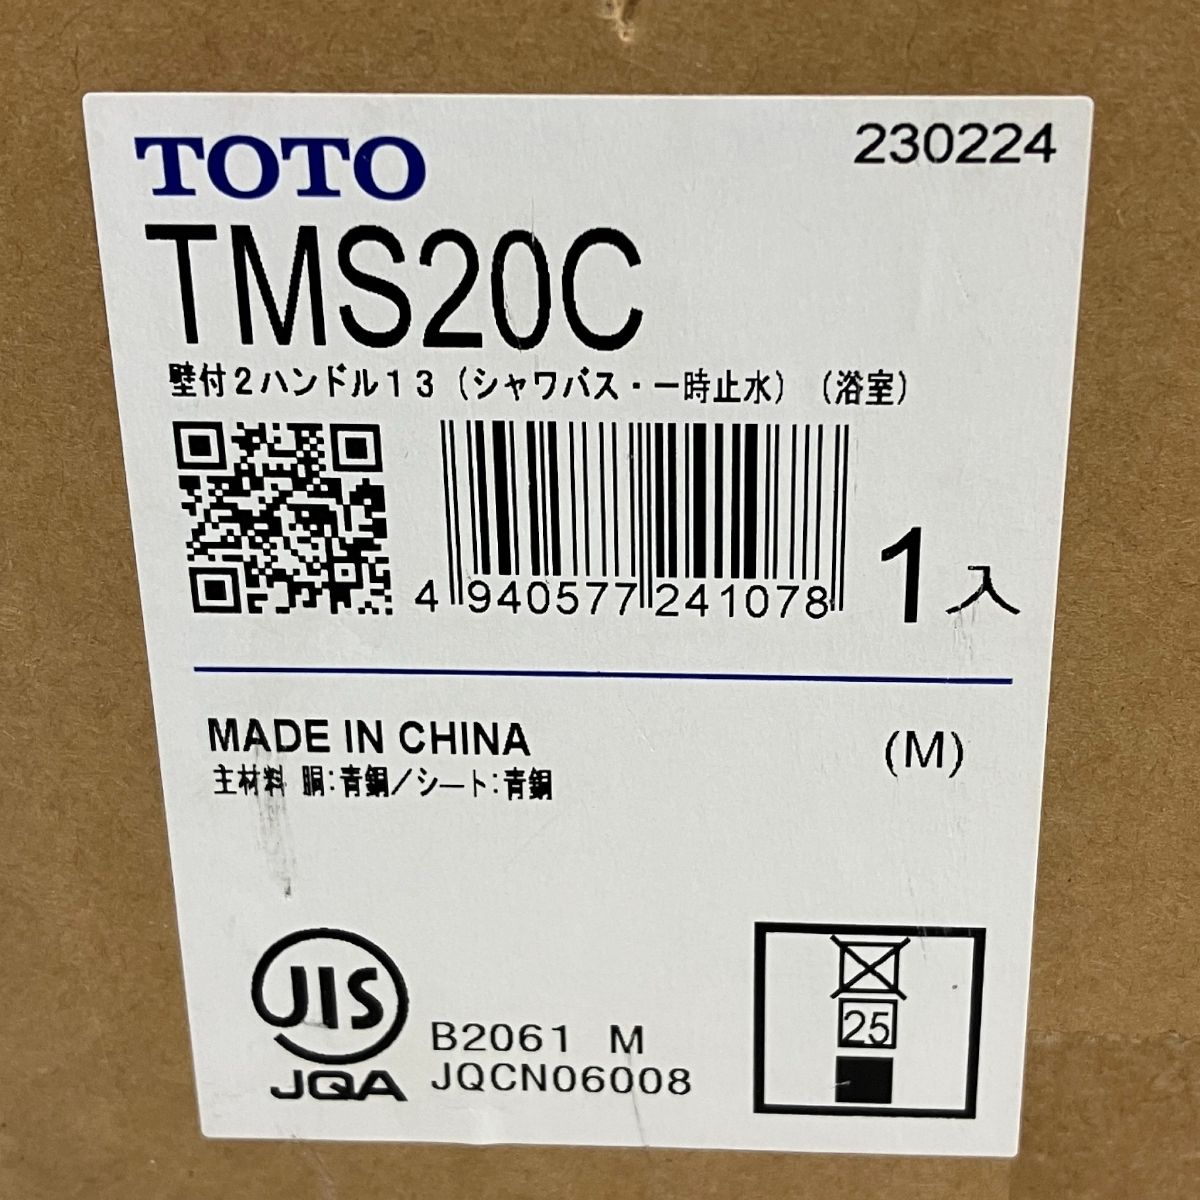 TOTO
230224
TMS20C
壁付2ハンドル13(シャワバス・一時止水)(浴室)
4 940577 241078
1入
MADE IN CHINA
(M)
主材料 胴:青銅/シート:青銅
JIS
JQA
B2061 M
JQCN06008
25